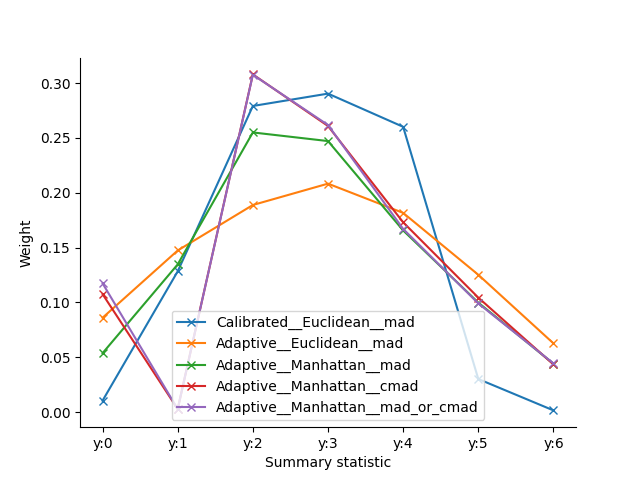 0.30
0.25
0.20
0.15
0.10
0.05
0.00
Weight
Calibrated__Euclidean__mad
Adaptive__Euclidean__mad
Adaptive__Manhattan__mad
Adaptive__Manhattan__cmad
Adaptive__Manhattan__mad_or_cmad
y:0 y:1 y:2 y:3 y:4 y:5 y:6
Summary statistic